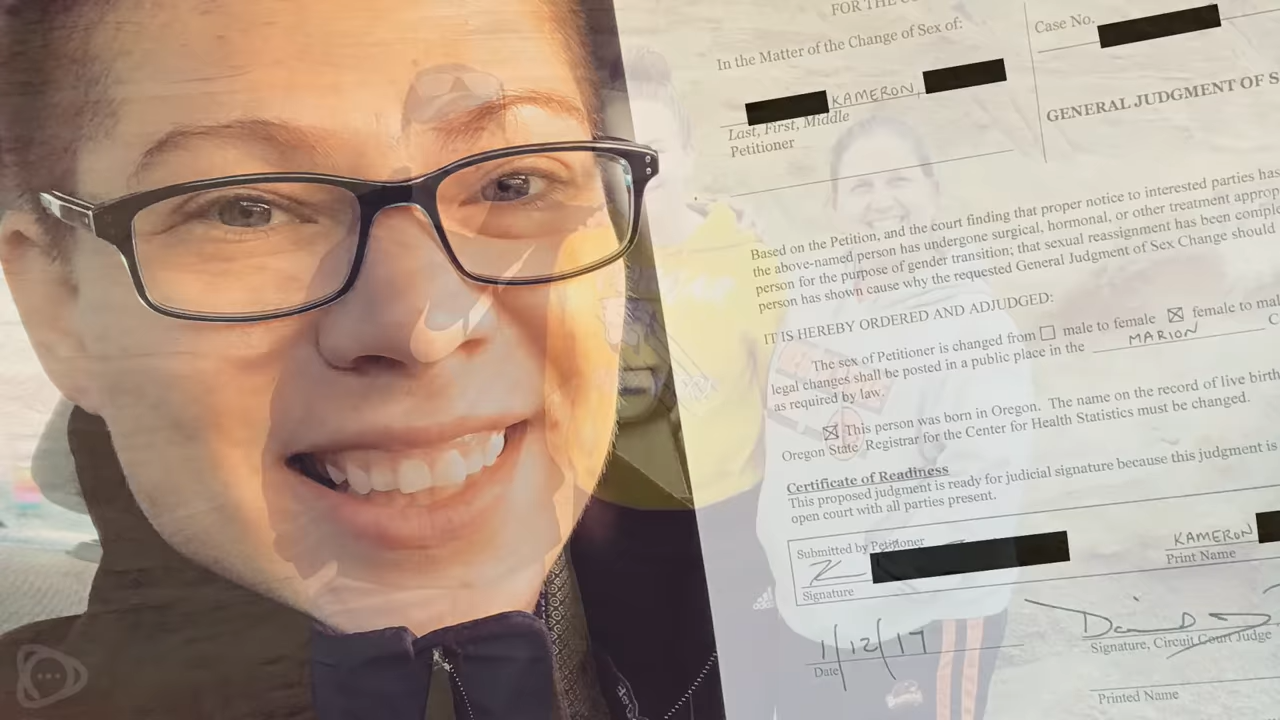 FOR THE
In the Matter of the Change of Sex of:
Case No.
KAMERON,
Last, First, Middle
Petitioner
GENERAL JUDGMENT OF S
Based on the Petition, and the court finding that proper notice to interested parties has
the above-named person has undergone surgical, hormonal, or other treatment approp
person for the purpose of gender transition; that sexual reassignment has been comple
person has shown cause why the requested General Judgment of Sex Change should
IT IS HEREBY ORDERED AND ADJUDGED:
The sex of Petitioner is changed from ☐ male to female ☒ female to mal
legal changes shall be posted in a public place in the MARION C
as required by law.
☒ This person was born in Oregon. The name on the record of live birth
Oregon State Registrar for the Center for Health Statistics must be changed.
Certificate of Readiness
This proposed judgment is ready for judicial signature because this judgment is
open court with all parties present.
Submitted by Petitioner
KAMERON
Signature
Print Name
1/12/17
Date
Signature, Circuit Court Judge
Printed Name